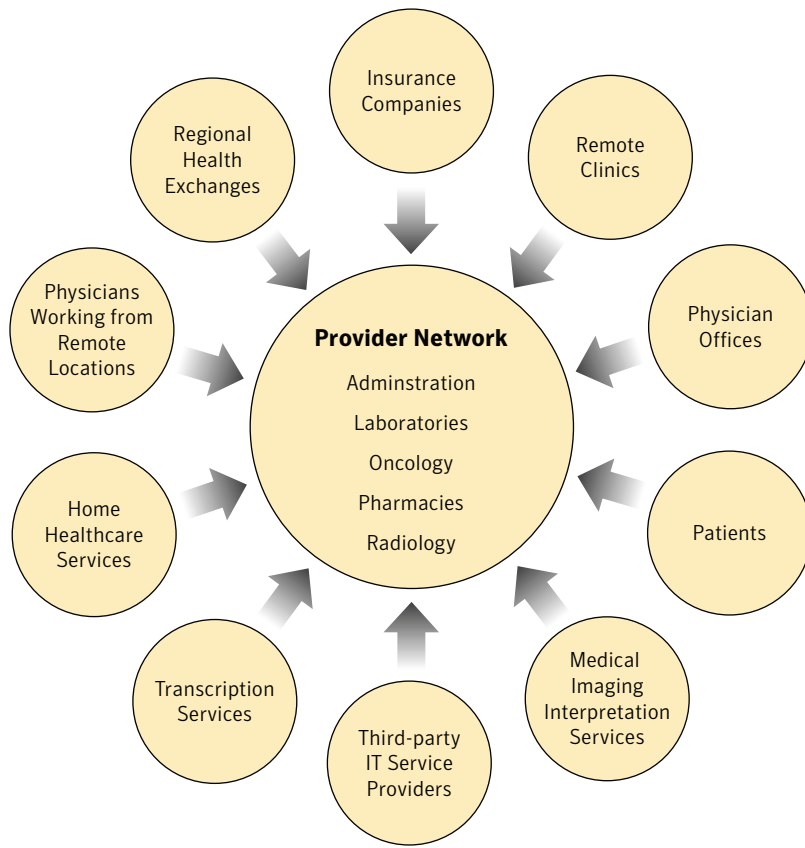 Insurance
Companies
Remote
Clinics
Physician
Offices
Patients
Medical
Imaging
Interpretation
Services
Third-party
IT Service
Providers
Transcription
Services
Home
Healthcare
Services
Physicians
Working from
Remote
Locations
Regional
Health
Exchanges
Provider Network
Adminstration
Laboratories
Oncology
Pharmacies
Radiology